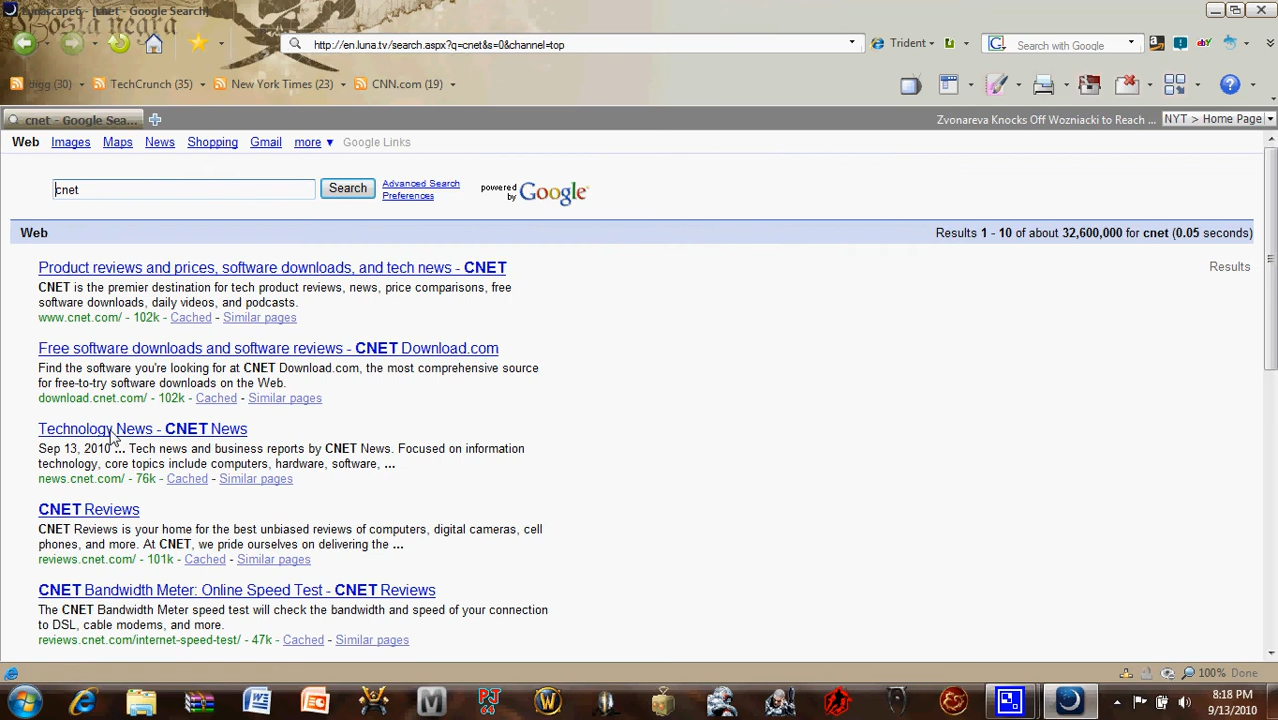 cnet - Google Search)
http://en.luna.tv/search.aspx?q=cnet&s=0&channel=top
Trident
Search with Google
digg (30)
TechCrunch (35)
New York Times (23)
CNN.com (19)
cnet - Google Sea...
Zvonareva Knocks Off Wozniacki to Reach ...
NYT > Home Page
Web Images Maps News Shopping Gmail more ▼ Google Links
cnet
Search
Advanced Search
Preferences
powered by Google
Web
Results 1 - 10 of about 32,600,000 for cnet (0.05 seconds)
Results
Product reviews and prices, software downloads, and tech news - CNET
CNET is the premier destination for tech product reviews, news, price comparisons, free
software downloads, daily videos, and podcasts.
www.cnet.com/ - 102k - Cached - Similar pages
Free software downloads and software reviews - CNET Download.com
Find the software you're looking for at CNET Download.com, the most comprehensive source
for free-to-try software downloads on the Web.
download.cnet.com/ - 102k - Cached - Similar pages
Technology News - CNET News
Sep 13, 2010 ... Tech news and business reports by CNET News. Focused on information
technology, core topics include computers, hardware, software, ...
news.cnet.com/ - 76k - Cached - Similar pages
CNET Reviews
CNET Reviews is your home for the best unbiased reviews of computers, digital cameras, cell
phones, and more. At CNET, we pride ourselves on delivering the ...
reviews.cnet.com/ - 101k - Cached - Similar pages
CNET Bandwidth Meter: Online Speed Test - CNET Reviews
The CNET Bandwidth Meter speed test will check the bandwidth and speed of your connection
to DSL, cable modems, and more.
reviews.cnet.com/internet-speed-test/ - 47k - Cached - Similar pages
100% Done
8:18 PM
9/13/2010